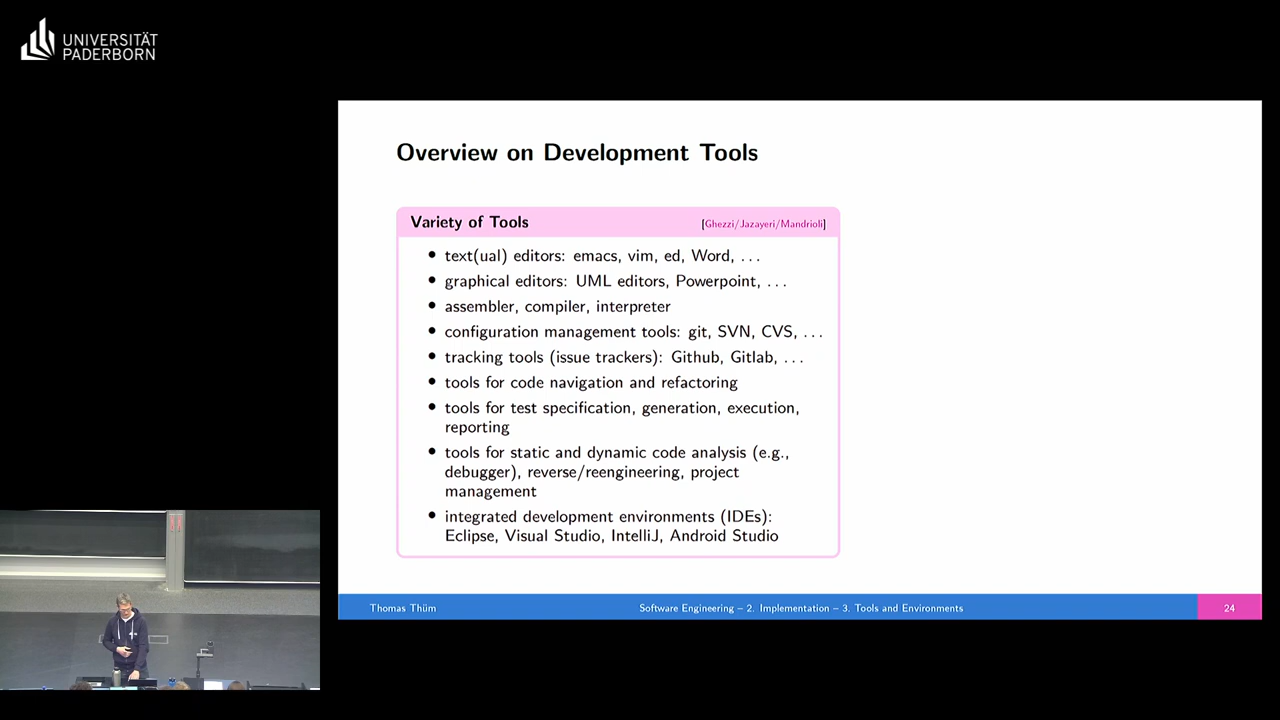 UNIVERSITÄT
PADERBORN
Overview on Development Tools
Variety of Tools [Ghezzi/Jazayeri/Mandrioli]
• text(ual) editors: emacs, vim, ed, Word, . . .
• graphical editors: UML editors, Powerpoint, . . .
• assembler, compiler, interpreter
• configuration management tools: git, SVN, CVS, . . .
• tracking tools (issue trackers): Github, Gitlab, . . .
• tools for code navigation and refactoring
• tools for test specification, generation, execution,
reporting
• tools for static and dynamic code analysis (e.g.,
debugger), reverse/reengineering, project
management
• integrated development environments (IDEs):
Eclipse, Visual Studio, IntelliJ, Android Studio
Thomas Thüm Software Engineering – 2. Implementation – 3. Tools and Environments 24